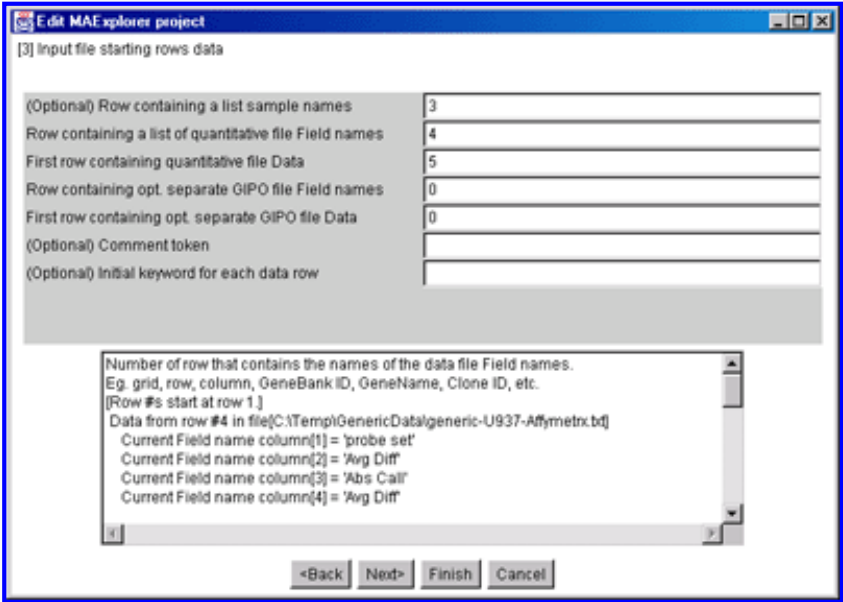 Edit MAExplorer project
[3] Input file starting rows data
(Optional) Row containing a list sample names 3
Row containing a list of quantitative file Field names 4
First row containing quantitative file Data 5
Row containing opt. separate GIPO file Field names 0
First row containing opt. separate GIPO file Data 0
(Optional) Comment token
(Optional) Initial keyword for each data row
Number of row that contains the names of the data file Field names.
Eg. grid, row, column, GeneBank ID, GeneName, Clone ID, etc.
[Row #s start at row 1.]
Data from row #4 in file[C:\Temp\GenericData\generic-U937-Affymetrx.txt]
Current Field name column[1] = 'probe set'
Current Field name column[2] = 'Avg Diff'
Current Field name column[3] = 'Abs Call'
Current Field name column[4] = 'Avg Diff'
<Back Next> Finish Cancel